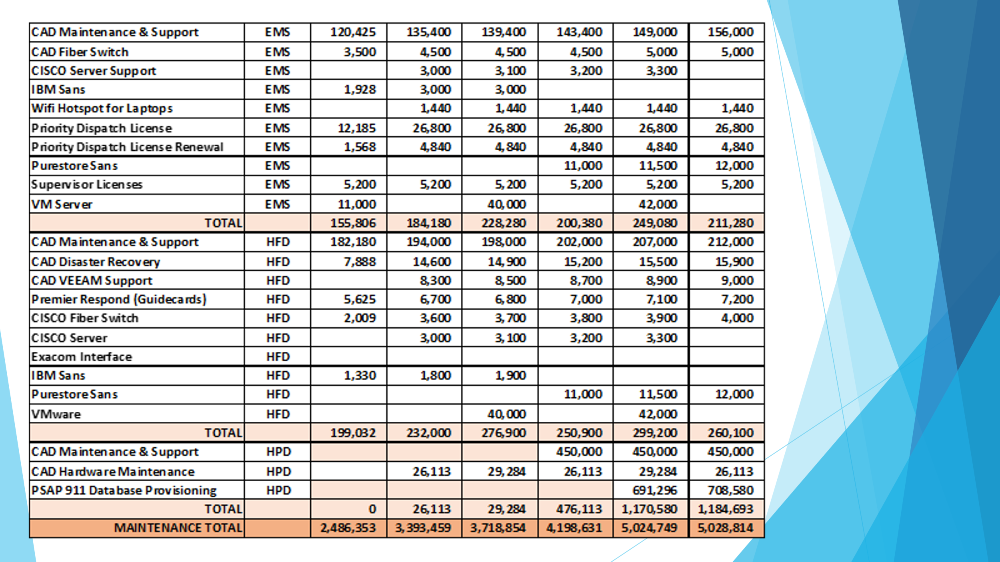 CAD Maintenance & Support EMS 120,425 135,400 139,400 143,400 149,000 156,000
CAD Fiber Switch EMS 3,500 4,500 4,500 4,500 5,000 5,000
CISCO Server Support EMS 3,000 3,100 3,200 3,300
IBM Sans EMS 1,928 3,000 3,000
Wifi Hotspot for Laptops EMS 1,440 1,440 1,440 1,440 1,440
Priority Dispatch License EMS 12,185 26,800 26,800 26,800 26,800 26,800
Priority Dispatch License Renewal EMS 1,568 4,840 4,840 4,840 4,840 4,840
Purestore Sans EMS 11,000 11,500 12,000
Supervisor Licenses EMS 5,200 5,200 5,200 5,200 5,200 5,200
VM Server EMS 11,000 40,000 42,000
TOTAL 155,806 184,180 228,280 200,380 249,080 211,280
CAD Maintenance & Support HFD 182,180 194,000 198,000 202,000 207,000 212,000
CAD Disaster Recovery HFD 7,888 14,600 14,900 15,200 15,500 15,900
CAD VEEAM Support HFD 8,300 8,500 8,700 8,900 9,000
Premier Respond (Guidecards) HFD 5,625 6,700 6,800 7,000 7,100 7,200
CISCO Fiber Switch HFD 2,009 3,600 3,700 3,800 3,900 4,000
CISCO Server HFD 3,000 3,100 3,200 3,300
Exacom Interface HFD
IBM Sans HFD 1,330 1,800 1,900
Purestore Sans HFD 11,000 11,500 12,000
VMware HFD 40,000 42,000
TOTAL 199,032 232,000 276,900 250,900 299,200 260,100
CAD Maintenance & Support HPD 450,000 450,000 450,000
CAD Hardware Maintenance HPD 26,113 29,284 26,113 29,284 26,113
PSAP 911 Database Provisioning HPD 691,296 708,580
TOTAL 0 26,113 29,284 476,113 1,170,580 1,184,693
MAINTENANCE TOTAL 2,486,353 3,393,459 3,718,854 4,198,631 5,024,749 5,028,814